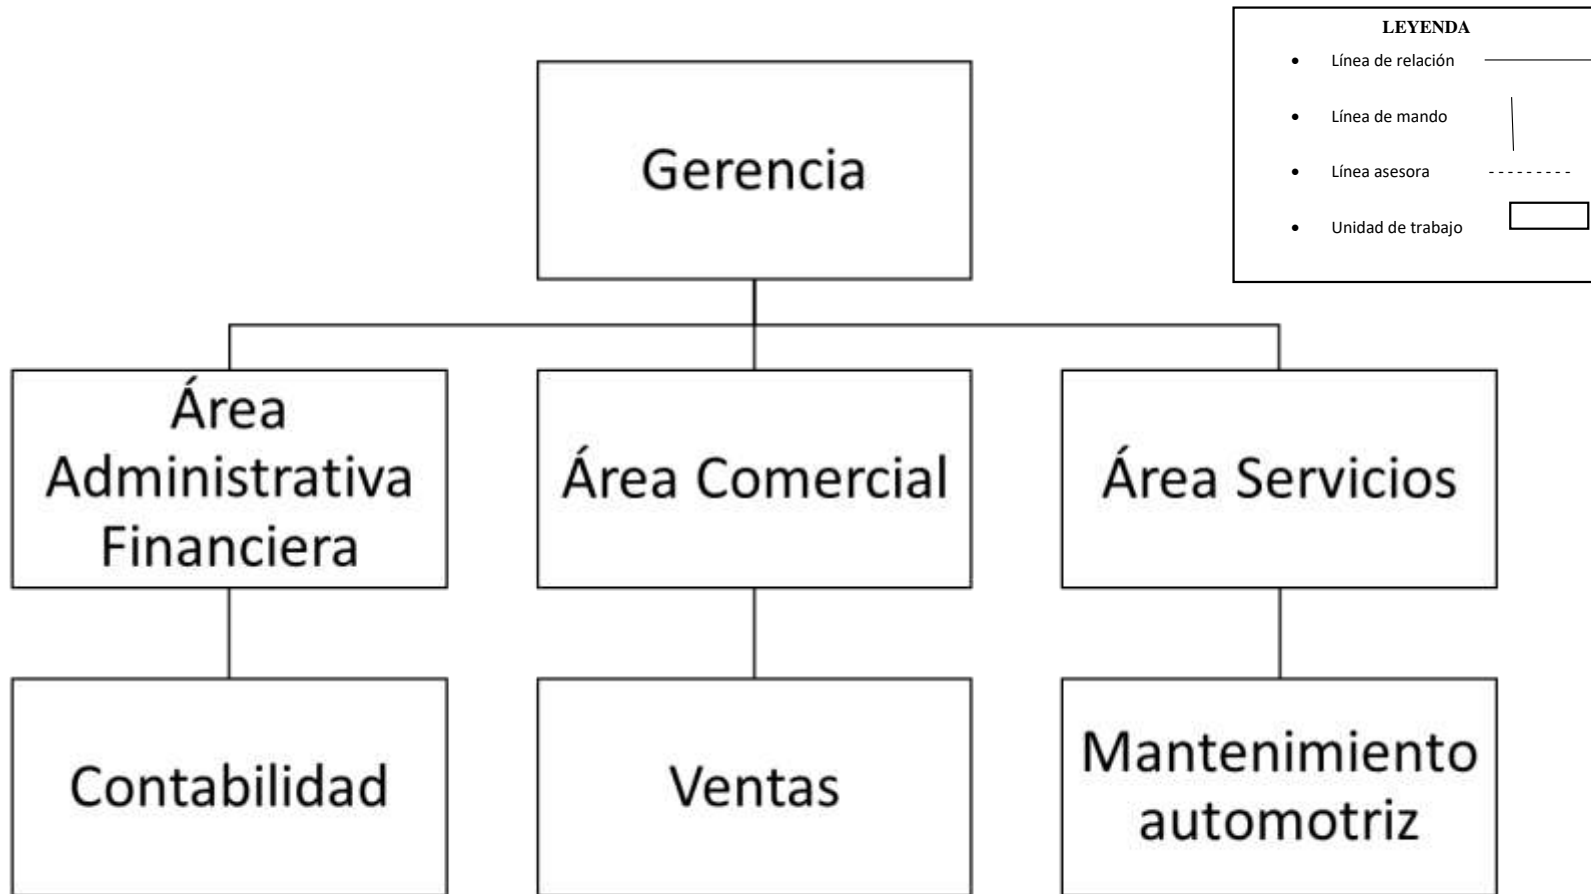 LEYENDA
• Línea de relación
• Línea de mando
• Línea asesora
• Unidad de trabajo
Gerencia
Área
Administrativa
Financiera
Área Comercial
Área Servicios
Contabilidad
Ventas
Mantenimiento
automotriz